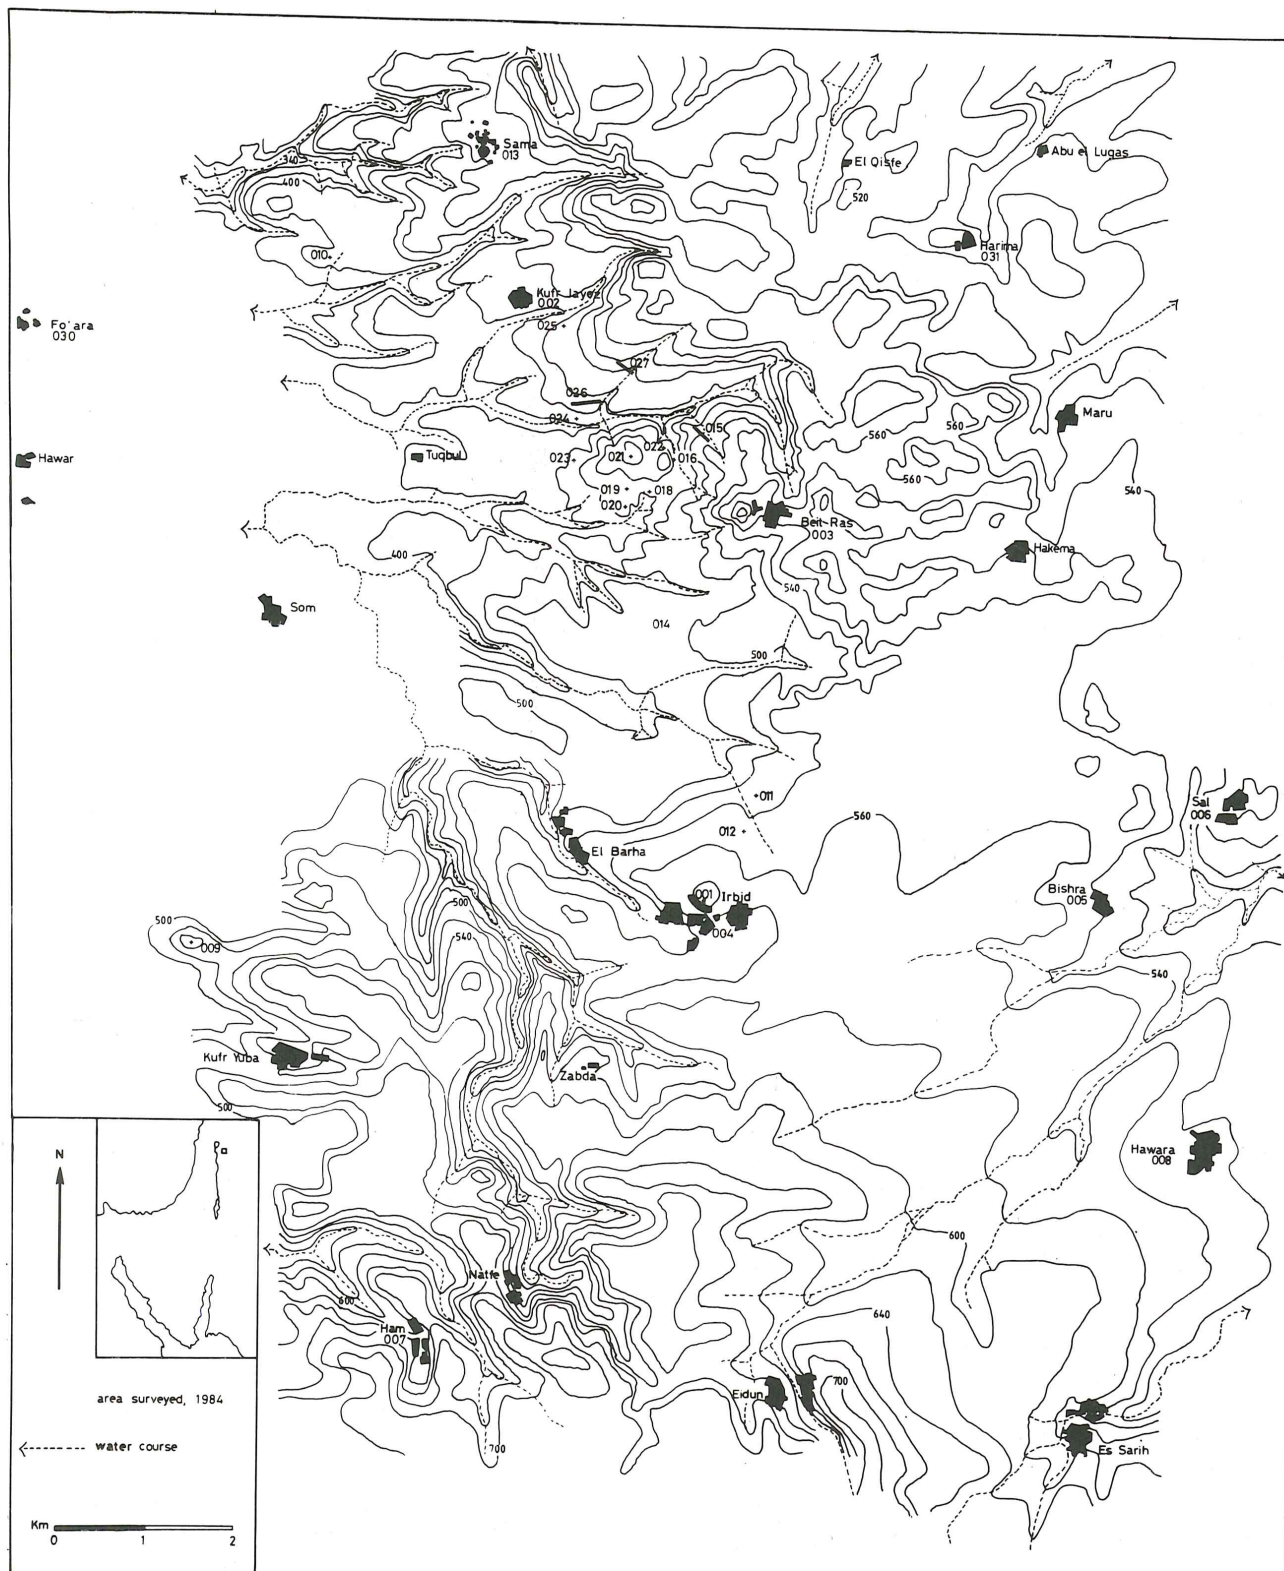 Sama
013
El Qisfe
Abu el Luqas
340
400
520
010
Harima
031
Kufr Jayez
002
025
Fo'ara
030
027
026
024
015
560
560
Maru
Tuqbul
023
021
022
016
Hawar
560
540
019
018
020
Beit Ras
003
Hakema
400
540
Som
014
500
500
011
Sal
006
012
560
El Barha
001
Irbid
004
Bishra
005
500
500
009
540
540
Kufr Yuba
Zabda
500
N
Hawara
008
600
Natfe
600
Ham
007
640
area surveyed, 1984
Eidun
700
water course
700
Es Sarih
Km
0
1
2